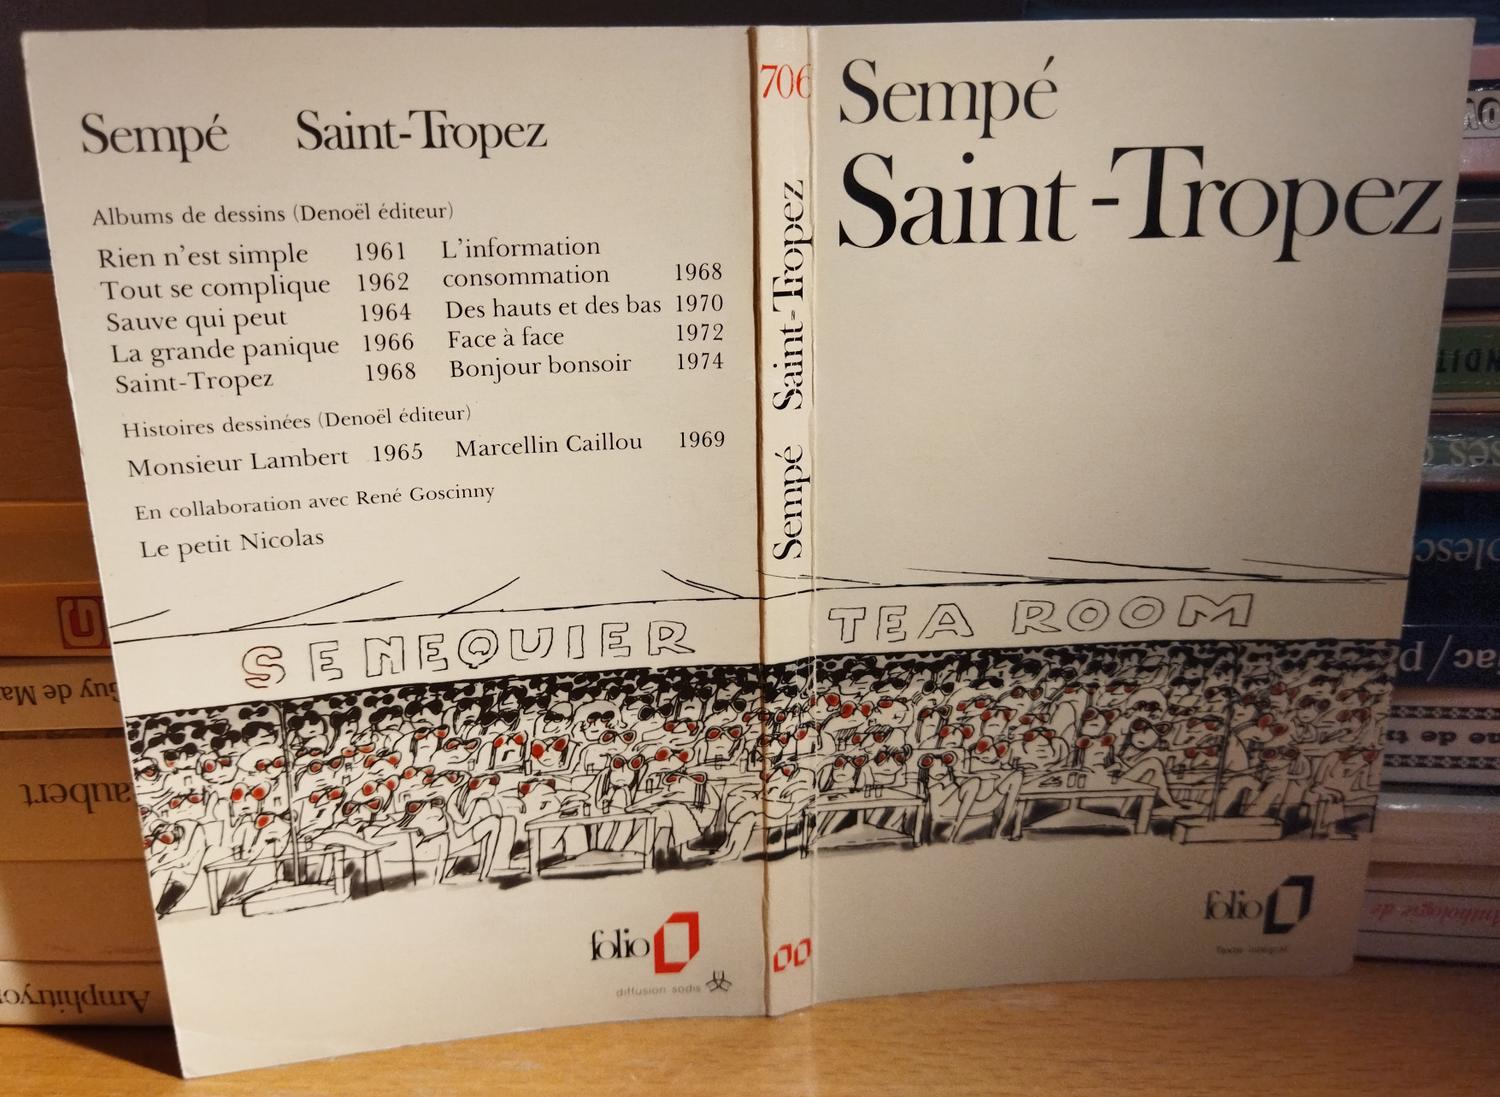 Sempé Saint-Tropez
Albums de dessins (Denoël éditeur)
Rien n'est simple 1961
Tout se complique 1962
Sauve qui peut 1964
La grande panique 1966
Saint-Tropez 1968
L'information
consommation 1968
Des hauts et des bas 1970
Face à face 1972
Bonjour bonsoir 1974
Histoires dessinées (Denoël éditeur)
Monsieur Lambert 1965 Marcellin Caillou 1969
En collaboration avec René Goscinny
Le petit Nicolas
SENEQUIER TEA ROOM
folio
diffusion sodis
706
Sempé Saint-Tropez
Sempé
Saint-Tropez
folio
Texte intégral
Guy de
Amphitryon